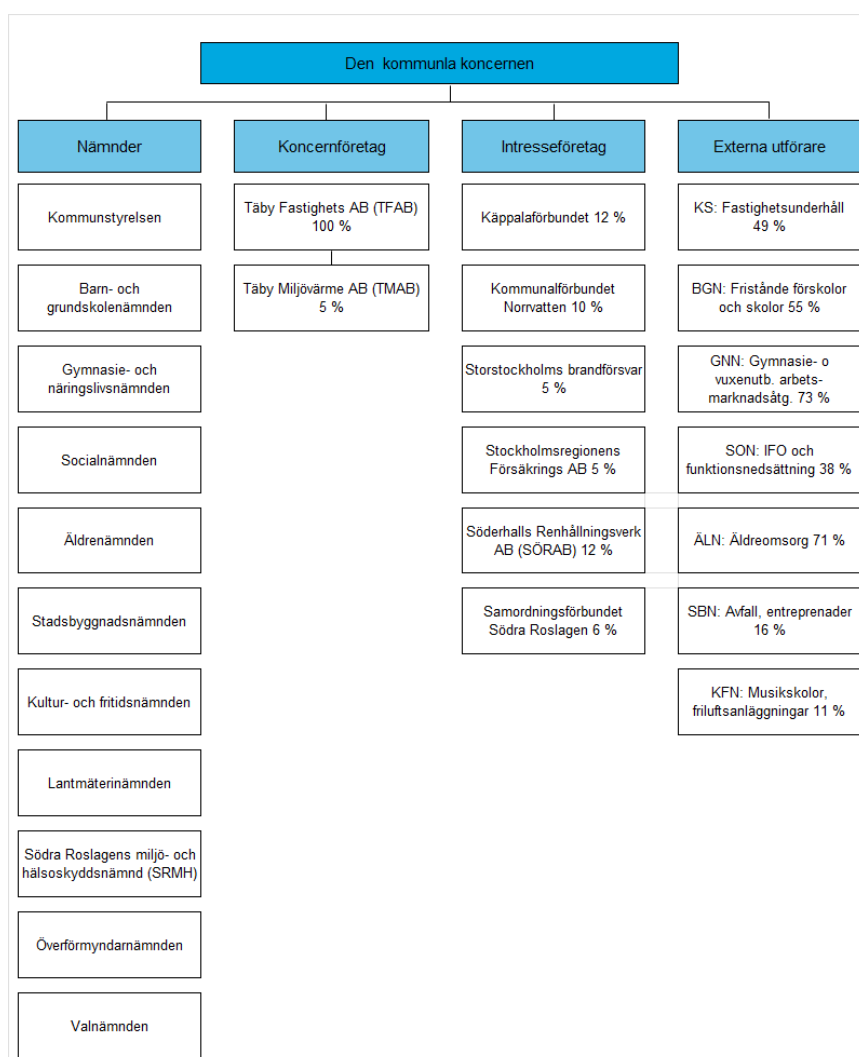 Den  kommunla koncernen
Nämnder
Kommunstyrelsen
Barn- och
grundskolenämnden
Gymnasie- och
näringslivsnämnden
Socialnämnden
Äldrenämnden
Stadsbyggnadsnämnden
Kultur- och fritidsnämnden
Lantmäterinämnden
Södra Roslagens miljö- och
hälsoskyddsnämnd (SRMH)
Överförmyndarnämnden
Valnämnden
Koncernföretag
Täby Fastighets AB (TFAB)
100 %
Täby Miljövärme AB (TMAB)
5 %
Intresseföretag
Käppalaförbundet 12 %
Kommunalförbundet
Norrvatten 10 %
Storstockholms brandförsvar
5 %
Stockholmsregionens
Försäkrings AB 5 %
Söderhalls Renhållningsverk
AB (SÖRAB) 12 %
Samordningsförbundet
Södra Roslagen 6 %
Externa utförare
KS: Fastighetsunderhåll
49 %
BGN: Fristånde förskolor
och skolor 55 %
GNN: Gymnasie- o
vuxenutb. arbets-
marknadsåtg. 73 %
SON: IFO och
funktionsnedsättning 38 %
ÄLN: Äldreomsorg 71 %
SBN: Avfall, entreprenader
16 %
KFN: Musikskolor,
friluftsanläggningar 11 %